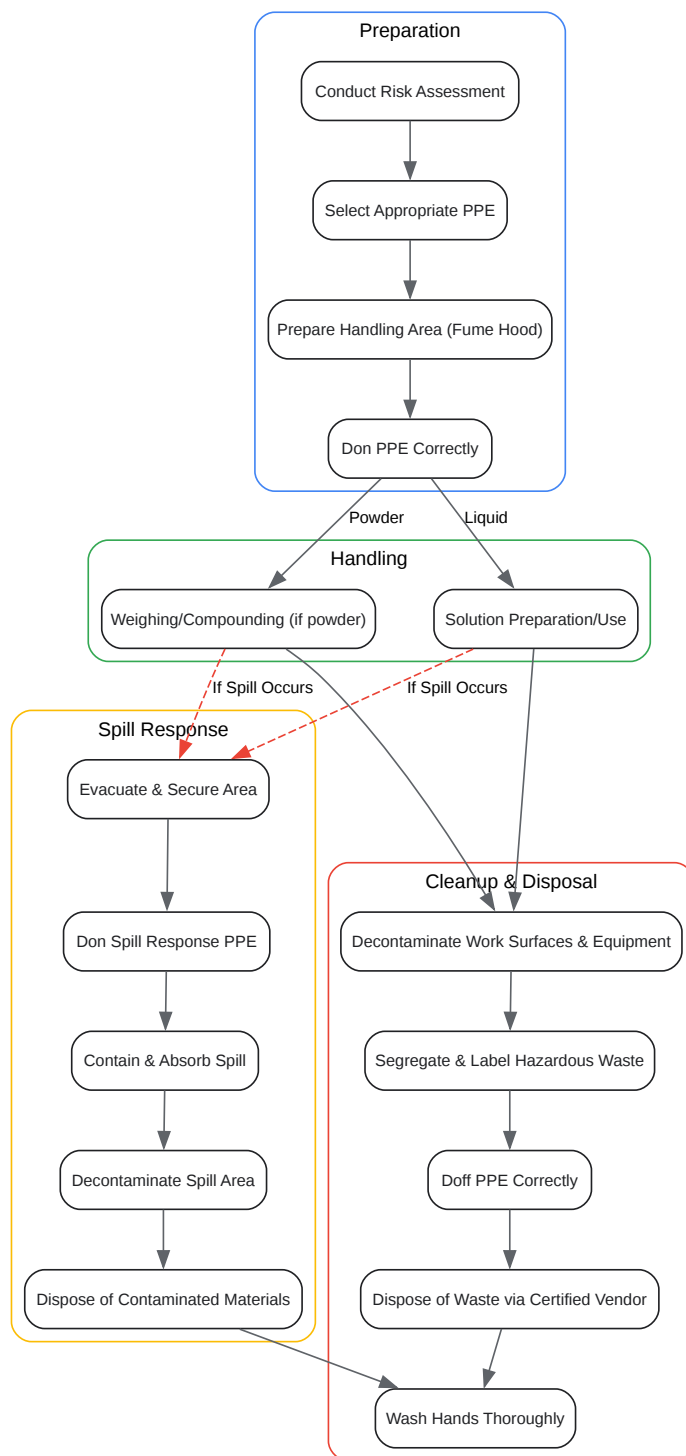 Preparation
Conduct Risk Assessment
Select Appropriate PPE
Prepare Handling Area (Fume Hood)
Don PPE Correctly
Powder
Liquid
Handling
Weighing/Compounding (if powder)
Solution Preparation/Use
If Spill Occurs
If Spill Occurs
Spill Response
Evacuate & Secure Area
Don Spill Response PPE
Contain & Absorb Spill
Decontaminate Spill Area
Dispose of Contaminated Materials
Cleanup & Disposal
Decontaminate Work Surfaces & Equipment
Segregate & Label Hazardous Waste
Doff PPE Correctly
Dispose of Waste via Certified Vendor
Wash Hands Thoroughly